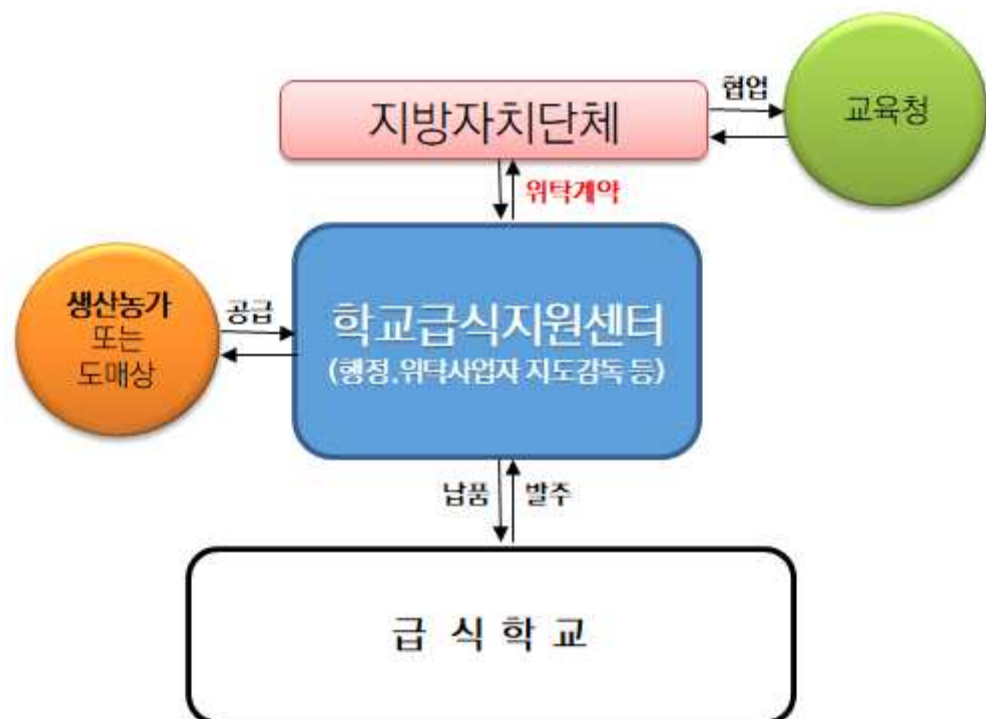 협업
지방자치단체
교육청
위탁계약
생산농가
또는
도매상
공급
학교급식지원센터
(행정.위탁사업자 지도감독 등)
납품 발주
급 식 학 교